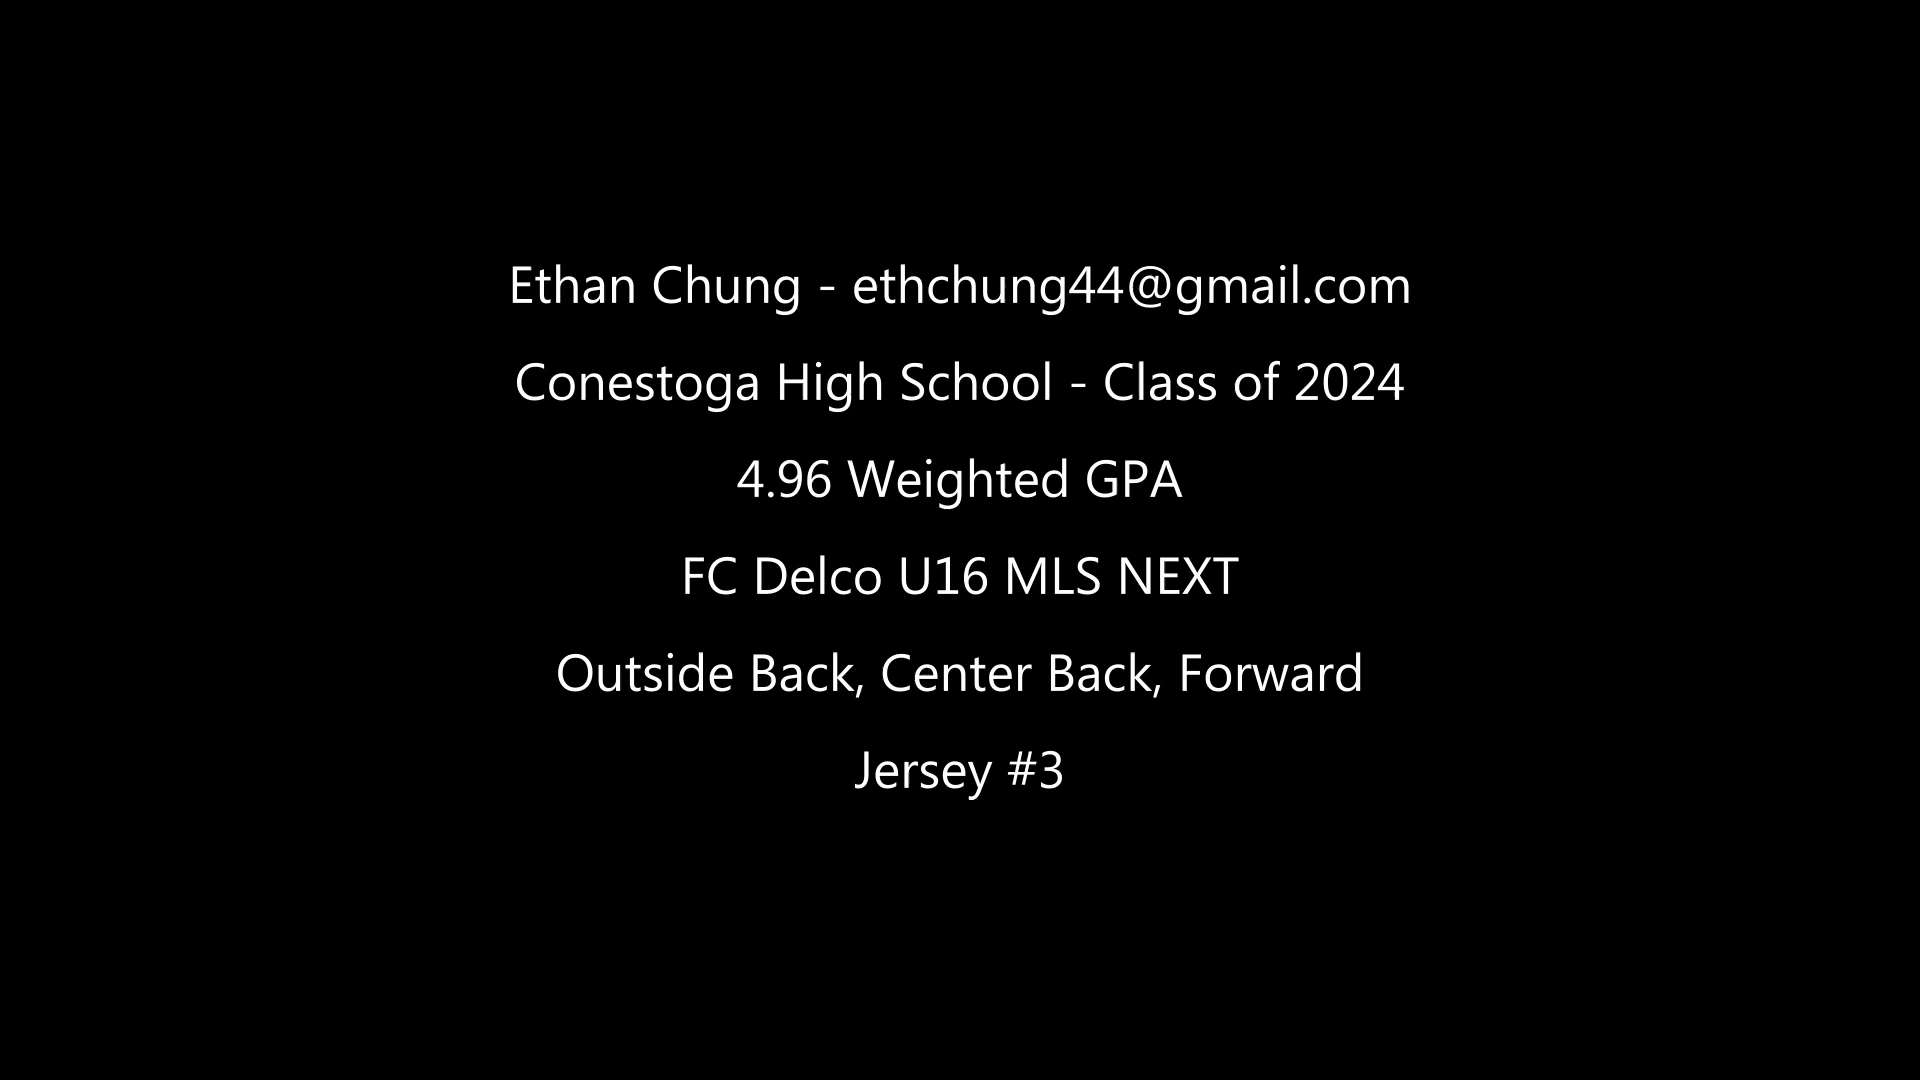 Ethan Chung - ethchung44@gmail.com
Conestoga High School - Class of 2024
4.96 Weighted GPA
FC Delco U16 MLS NEXT
Outside Back, Center Back, Forward
Jersey #3